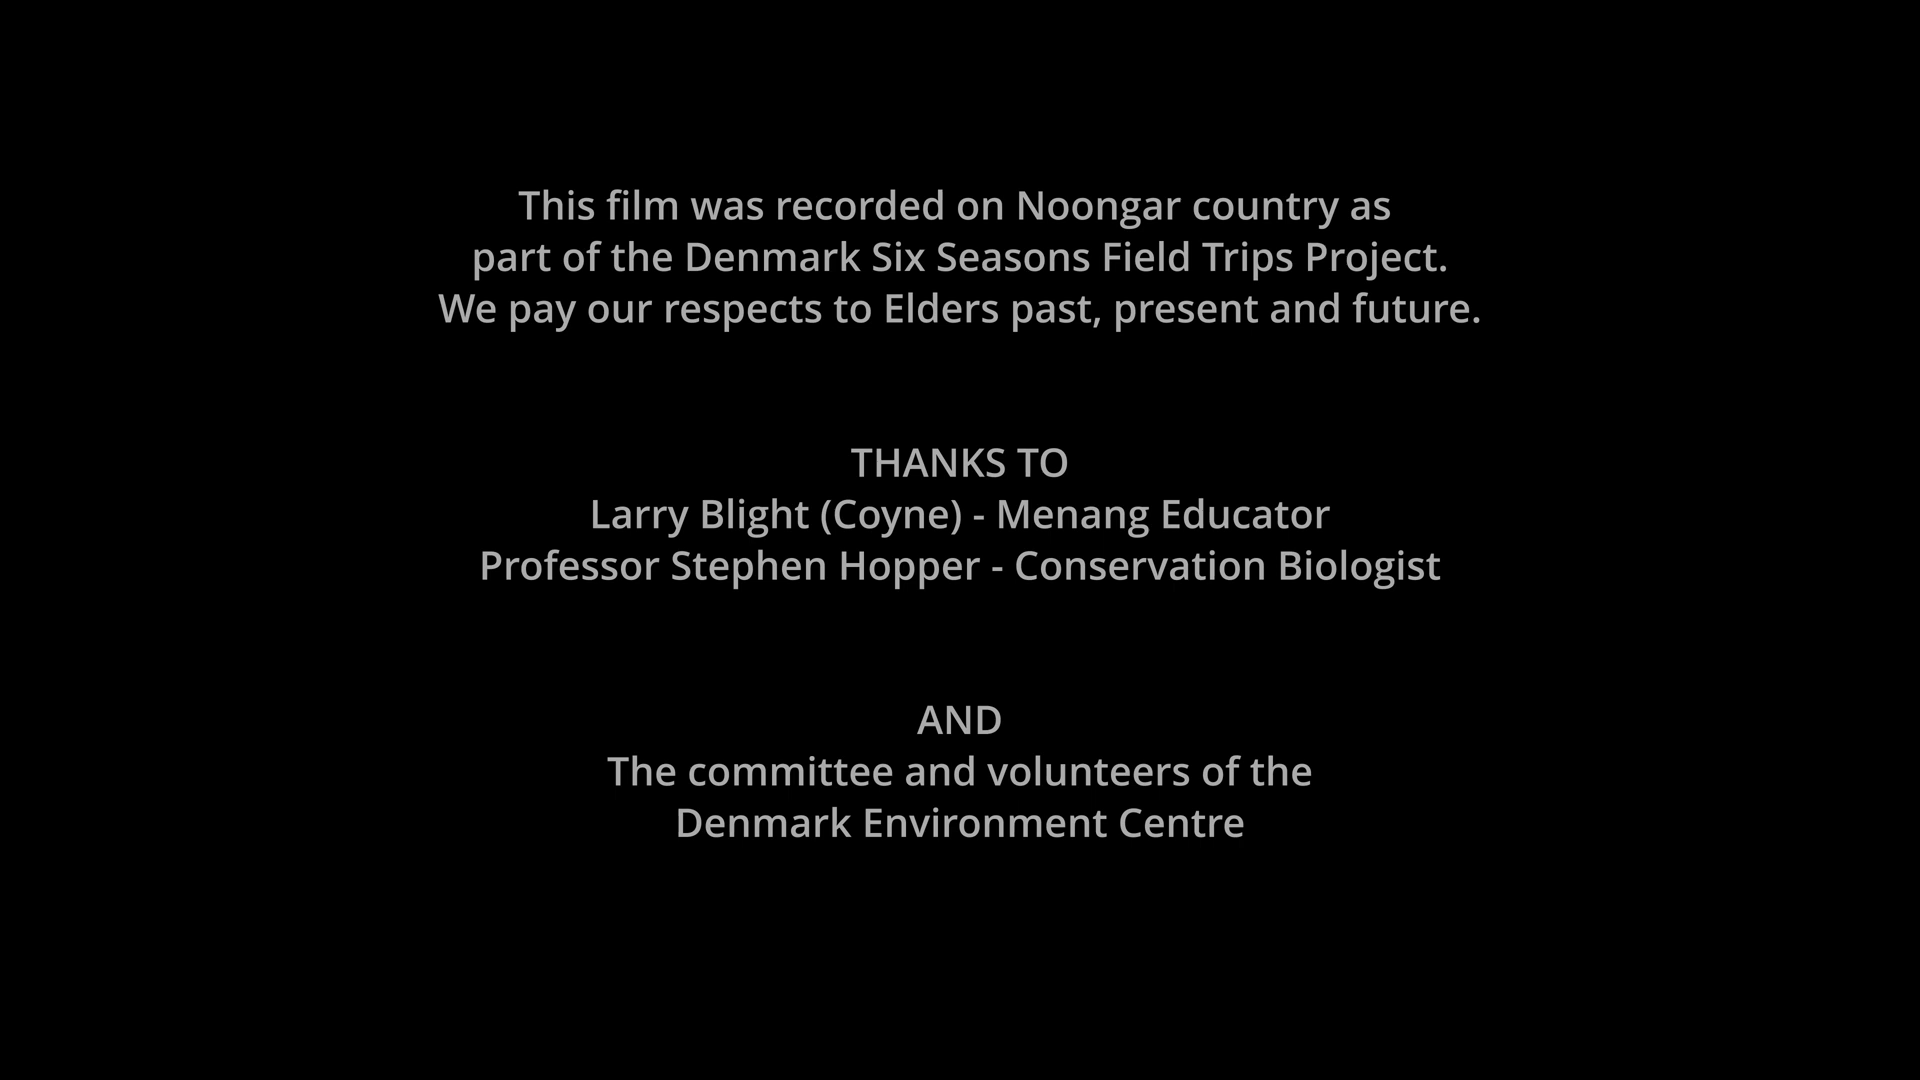 This film was recorded on Noongar country as
part of the Denmark Six Seasons Field Trips Project.
We pay our respects to Elders past, present and future.
THANKS TO
Larry Blight (Coyne) - Menang Educator
Professor Stephen Hopper - Conservation Biologist
AND
The committee and volunteers of the
Denmark Environment Centre